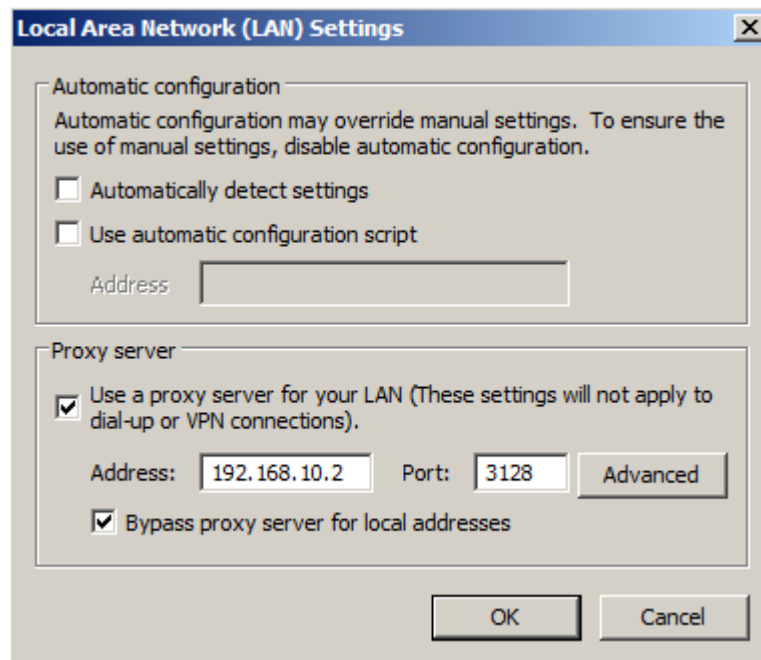 Local Area Network (LAN) Settings
Automatic configuration
Automatic configuration may override manual settings.  To ensure the
use of manual settings, disable automatic configuration.
Automatically detect settings
Use automatic configuration script
Address
Proxy server
Use a proxy server for your LAN (These settings will not apply to
dial-up or VPN connections).
Address: 192.168.10.2 Port: 3128 Advanced
Bypass proxy server for local addresses
OK Cancel